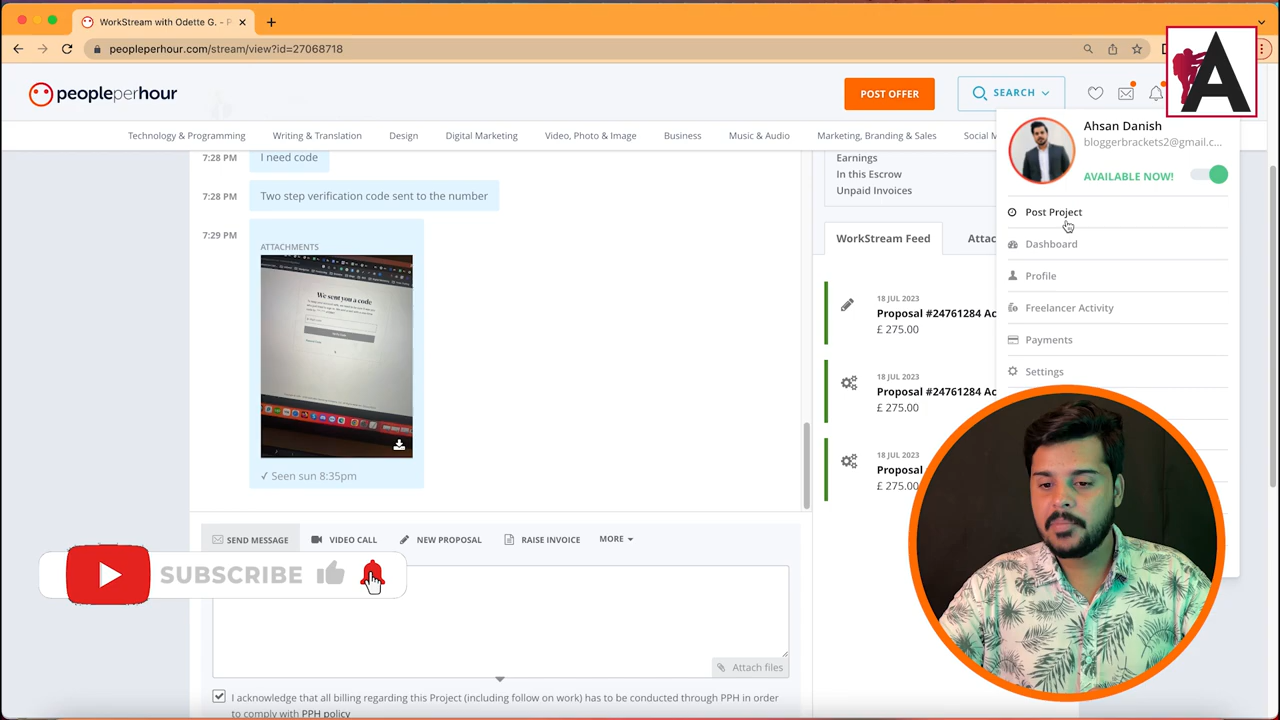 WorkStream with Odette G. - P
peopleperhour.com/stream/view?id=27068718
A
peopleperhour
POST OFFER
SEARCH
Technology & Programming
Writing & Translation
Design
Digital Marketing
Video, Photo & Image
Business
Music & Audio
Marketing, Branding & Sales
Social M
Ahsan Danish
bloggerbrackets2@gmail.c...
AVAILABLE NOW!
Post Project
Dashboard
Profile
Freelancer Activity
Payments
Settings
7:28 PM
I need code
7:28 PM
Two step verification code sent to the number
7:29 PM
ATTACHMENTS
We sent you a code
✓ Seen sun 8:35pm
Earnings
In this Escrow
Unpaid Invoices
WorkStream Feed
Attac
18 JUL 2023
Proposal #24761284 Ac
£ 275.00
18 JUL 2023
Proposal #24761284 Ac
£ 275.00
18 JUL 2023
Proposal
£ 275.00
SEND MESSAGE
VIDEO CALL
NEW PROPOSAL
RAISE INVOICE
MORE
SUBSCRIBE
Attach files
I acknowledge that all billing regarding this Project (including follow on work) has to be conducted through PPH in order
to comply with PPH policy